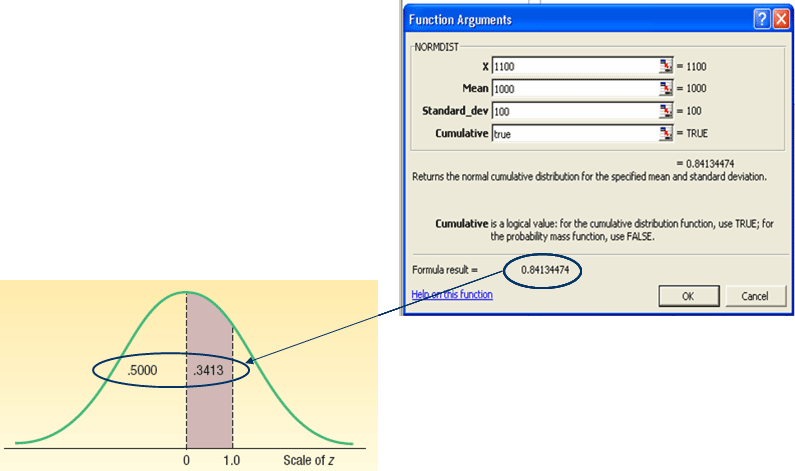 Function Arguments
NORMDIST
X 1100 = 1100
Mean 1000 = 1000
Standard_dev 100 = 100
Cumulative true = TRUE
= 0.84134474
Returns the normal cumulative distribution for the specified mean and standard deviation.
Cumulative is a logical value: for the cumulative distribution function, use TRUE; for
the probability mass function, use FALSE.
Formula result = 0.84134474
Help on this function OK Cancel
.5000 .3413
0 1.0 Scale of z